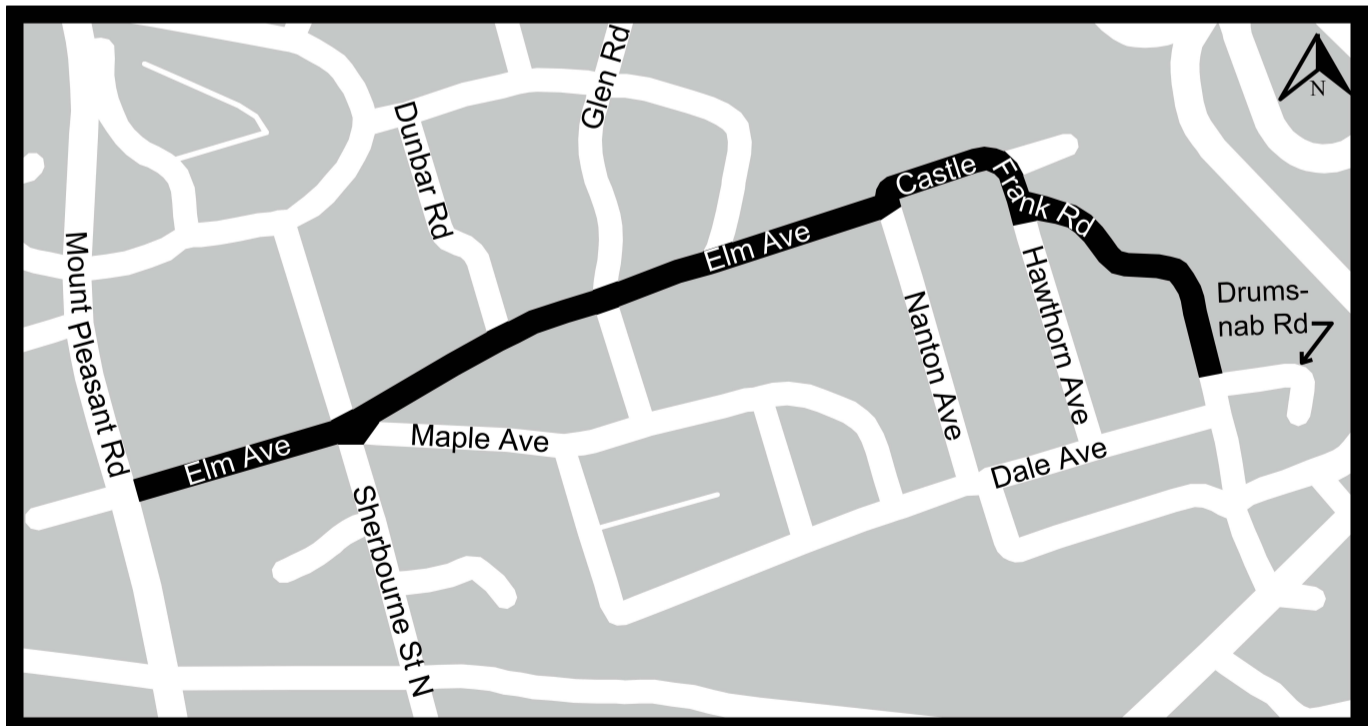 Glen Rd
N
Dunbar Rd
Castle
Frank Rd
Elm Ave
Mount Pleasant Rd
Hawthorn Ave
Drums-
nab Rd
Nanton Ave
Maple Ave
Elm Ave
Dale Ave
Sherbourne St N